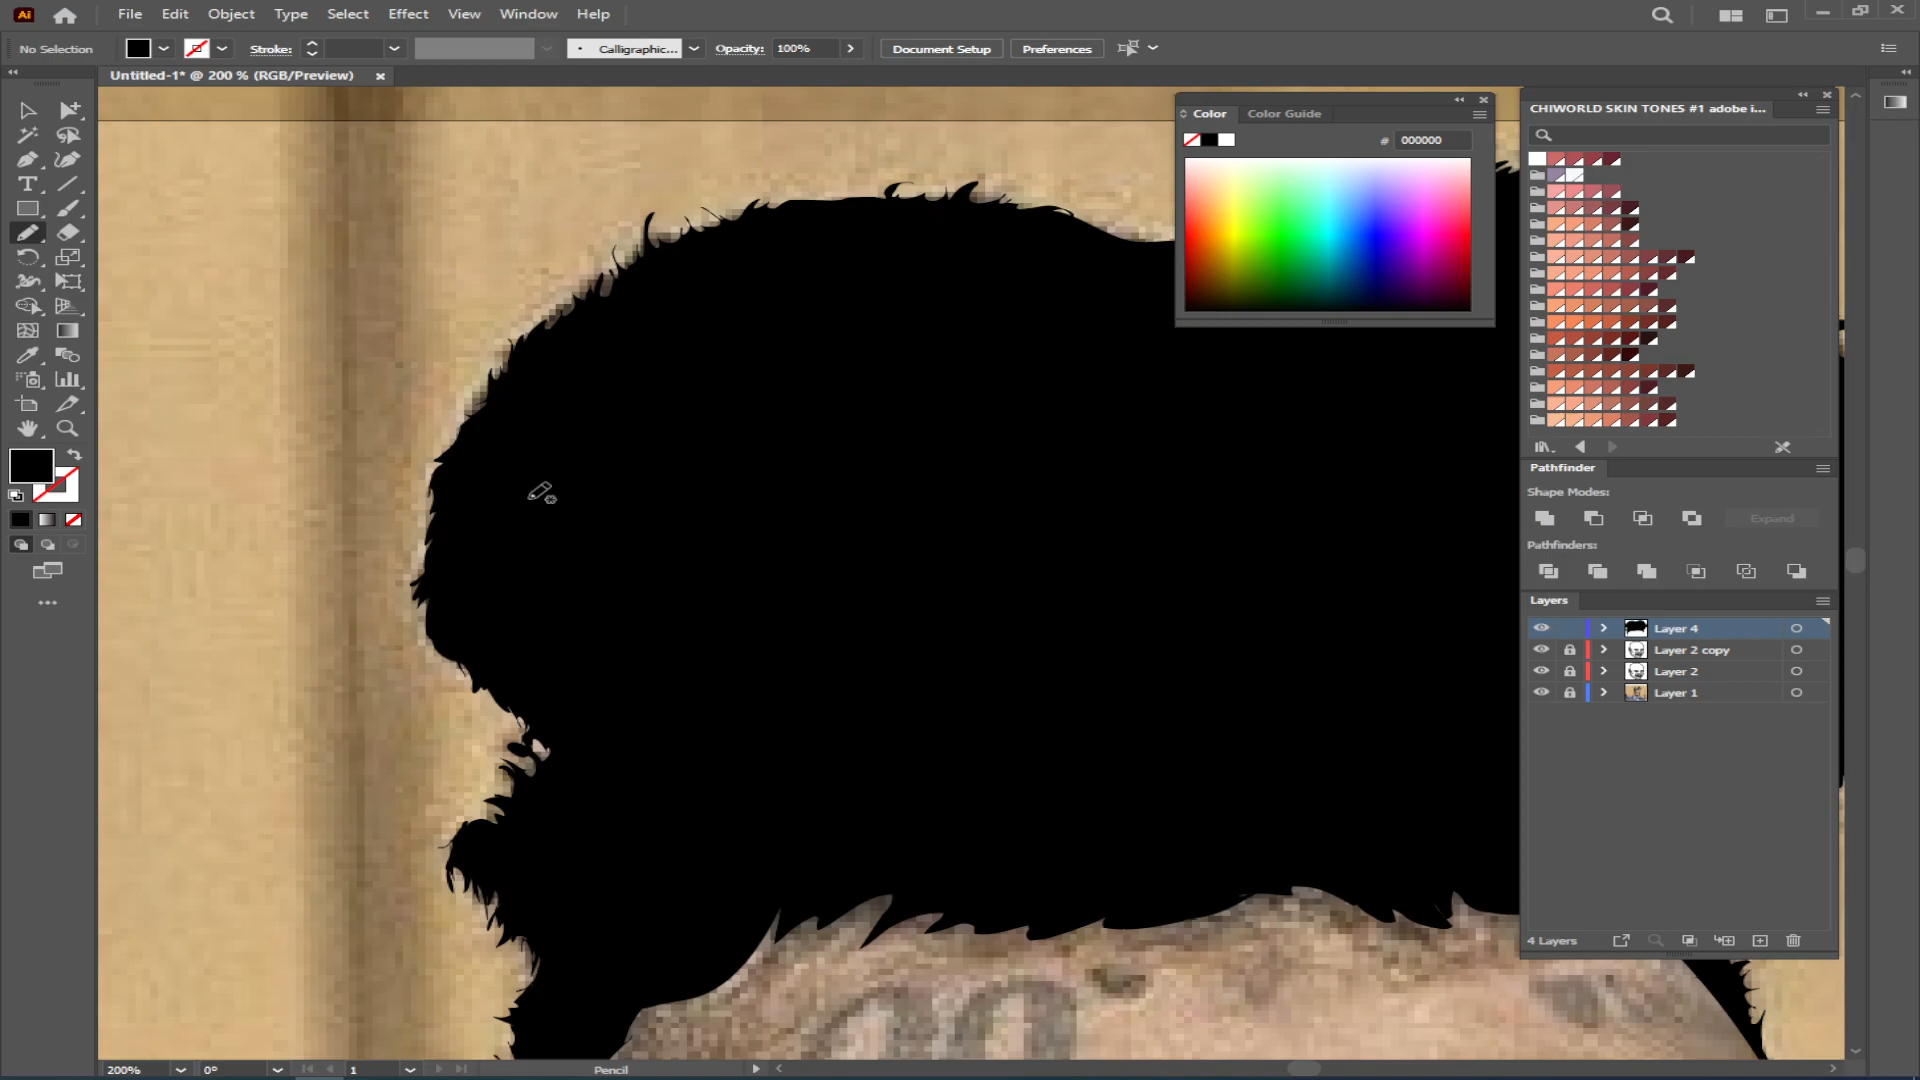 Ai File Edit Object Type Select Effect View Window Help
No Selection Stroke: Calligraphic... Opacity: 100% Document Setup Preferences
Untitled-1* @ 200 % (RGB/Preview)
Color Color Guide
# 000000
CHIWORLD SKIN TONES #1 adobe i...
Pathfinder
Shape Modes:
Expand
Pathfinders:
Layers
Layer 4
Layer 2 copy
Layer 2
Layer 1
4 Layers
200% 0° 1 Pencil